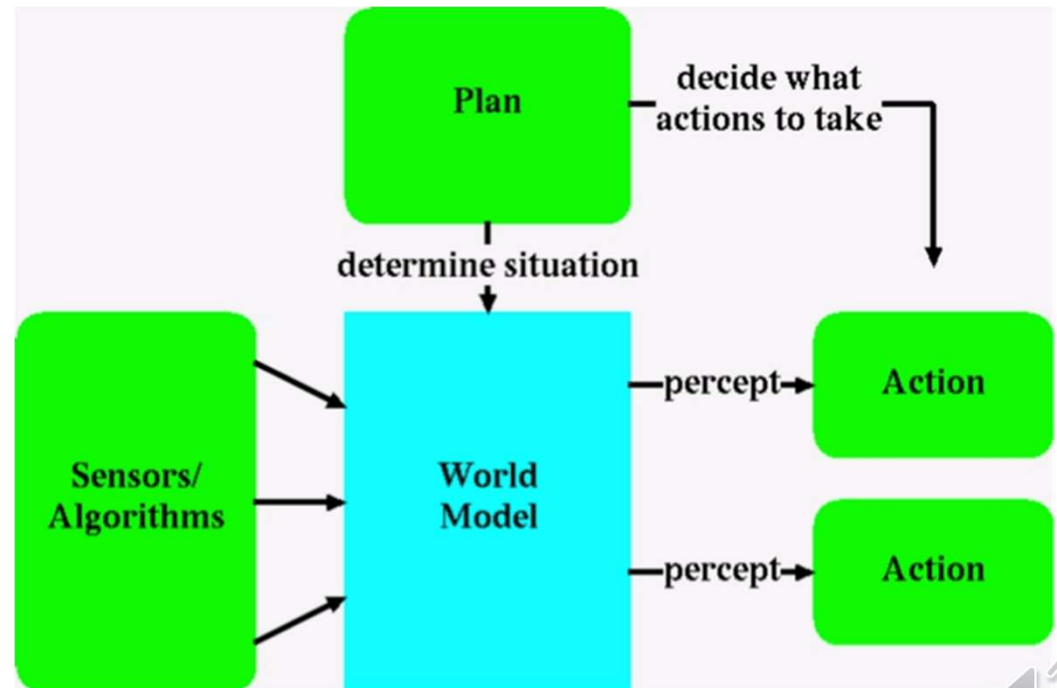 Plan
decide what
actions to take
determine situation
Sensors/
Algorithms
World
Model
percept
Action
percept
Action